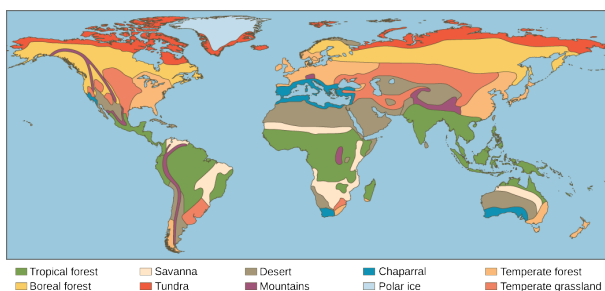 Tropical forest Savanna Desert Chaparral Temperate forest
Boreal forest Tundra Mountains Polar ice Temperate grassland